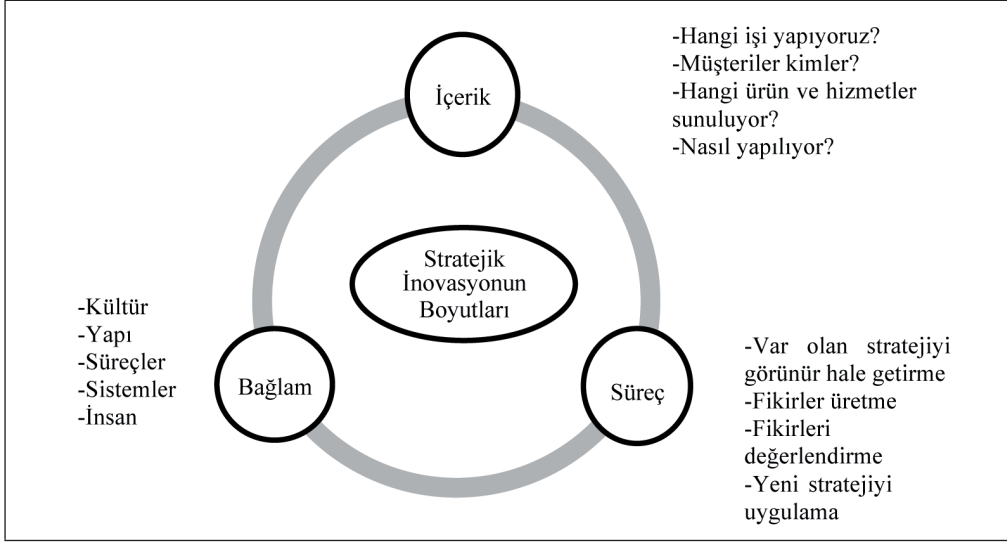 İçerik
-Hangi işi yapıyoruz?
-Müşteriler kimler?
-Hangi ürün ve hizmetler
sunuluyor?
-Nasıl yapılıyor?
Stratejik
İnovasyonun
Boyutları
-Kültür
-Yapı
-Süreçler
-Sistemler
-İnsan
Bağlam
Süreç
-Var olan stratejiyi
görünür hale getirme
-Fikirler üretme
-Fikirleri
değerlendirme
-Yeni stratejiyi
uygulama